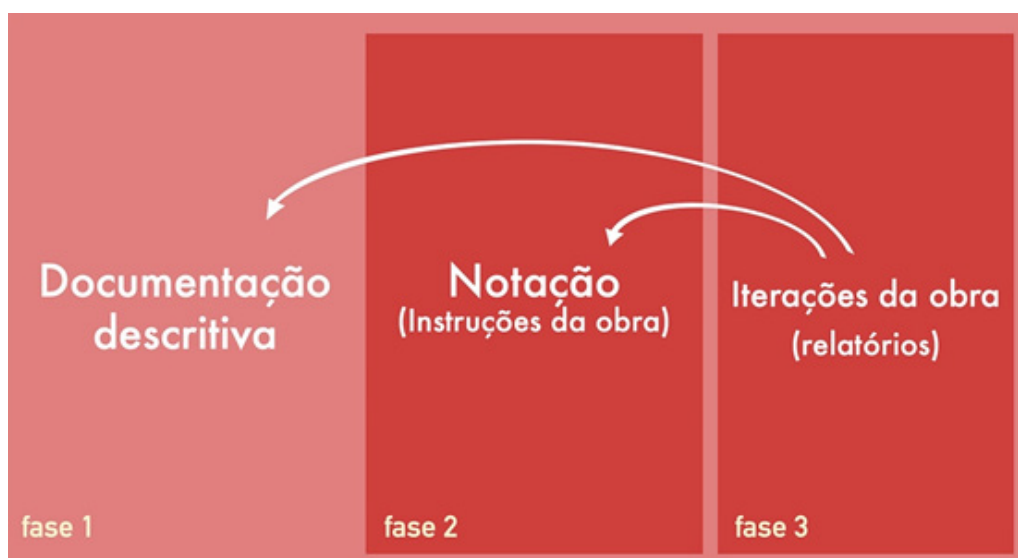 Documentação
descritiva
fase 1
Notação
(Instruções da obra)
fase 2
Iterações da obra
(relatórios)
fase 3